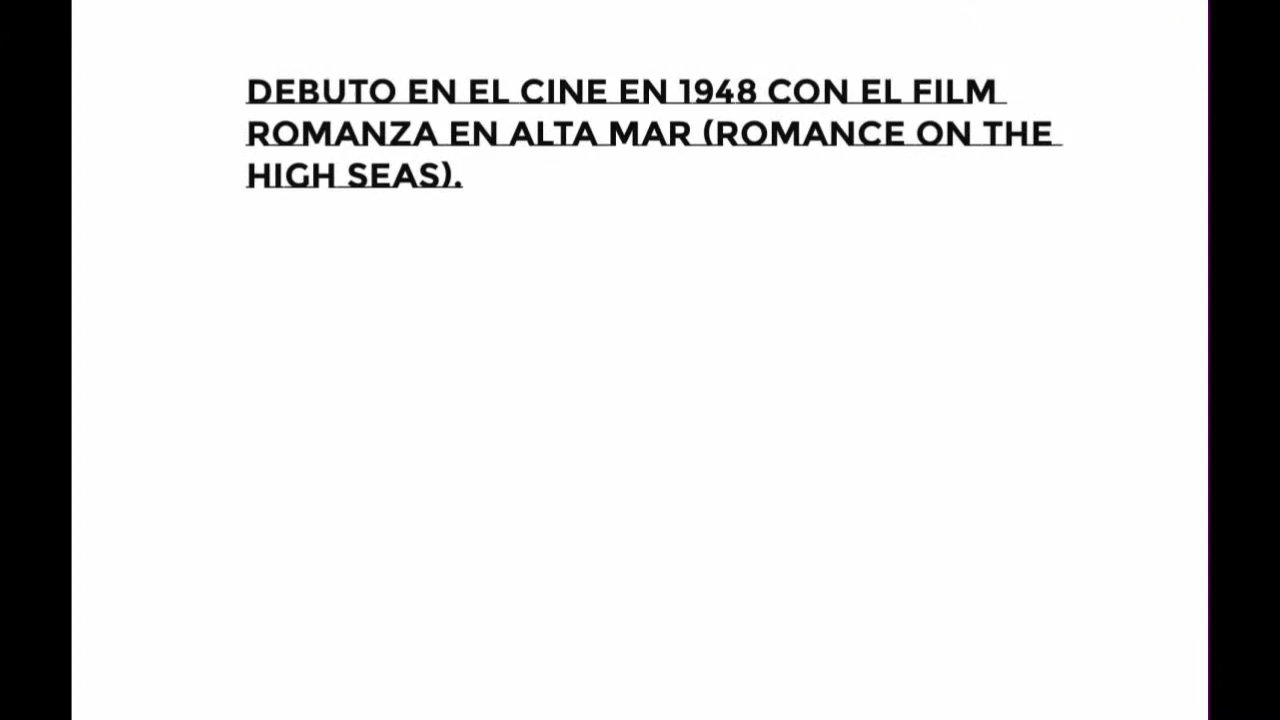 DEBUTO EN EL CINE EN 1948 CON EL FILM
ROMANZA EN ALTA MAR (ROMANCE ON THE
HIGH SEAS).